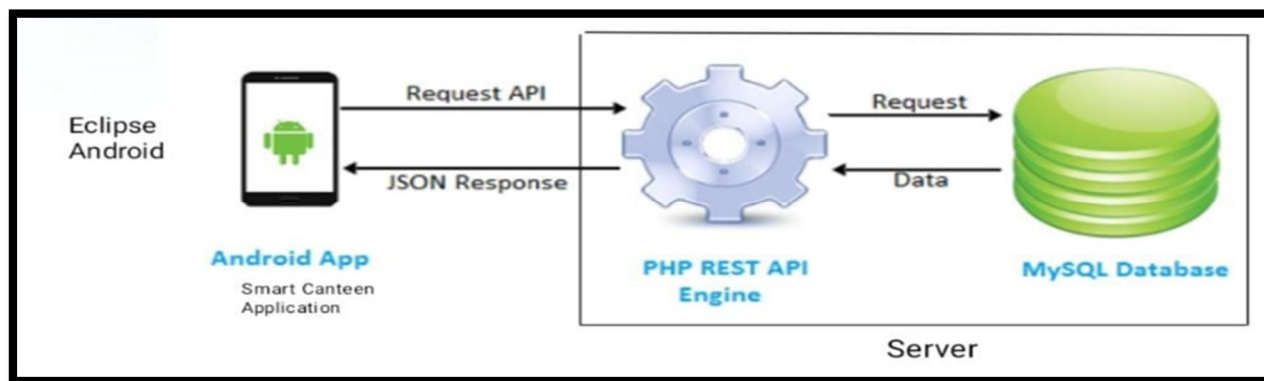 Eclipse
Android
Request API
JSON Response
Request
Data
Android App
Smart Canteen
Application
PHP REST API
Engine
MySQL Database
Server